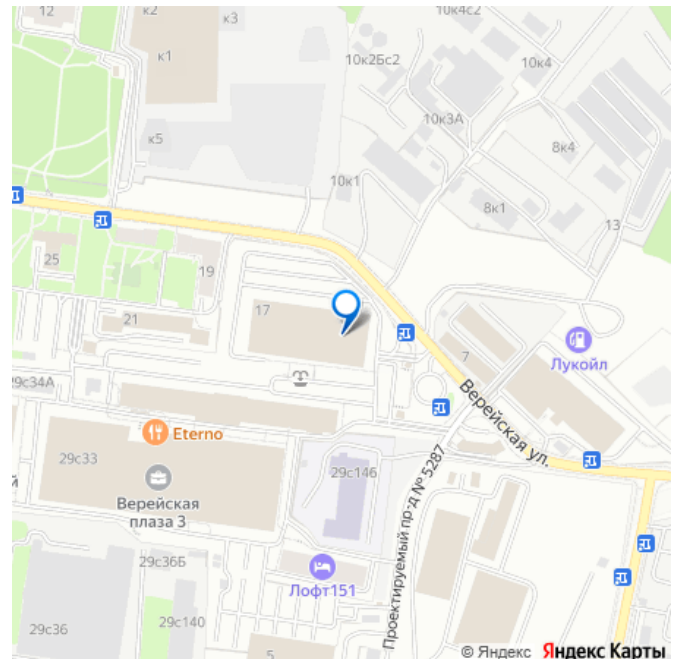 12
к2
к3
к1
10к2Бс2
10к4с2
10к4
10к3А
к5
8к4
10к1
8к1
13
25
19
17
21
7
Лукойл
29с34А
Верейская ул.
Eterno
29с33
Верейская
плаза 3
29с146
й
Проектируемый пр-д № 5287
29с36Б
Лофт151
29с36
29с140
5
© Яндекс Яндекс Карты